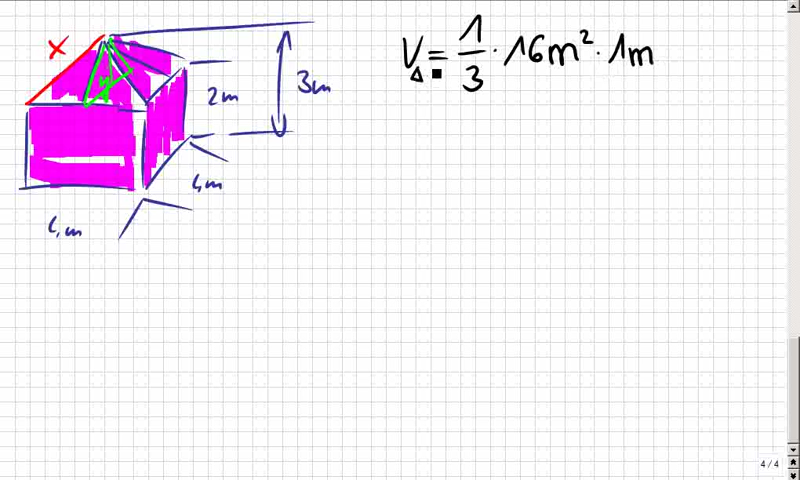 V△ = 1/3 · 16m² · 1m
x
2m
3m
4m
4m
4 / 4